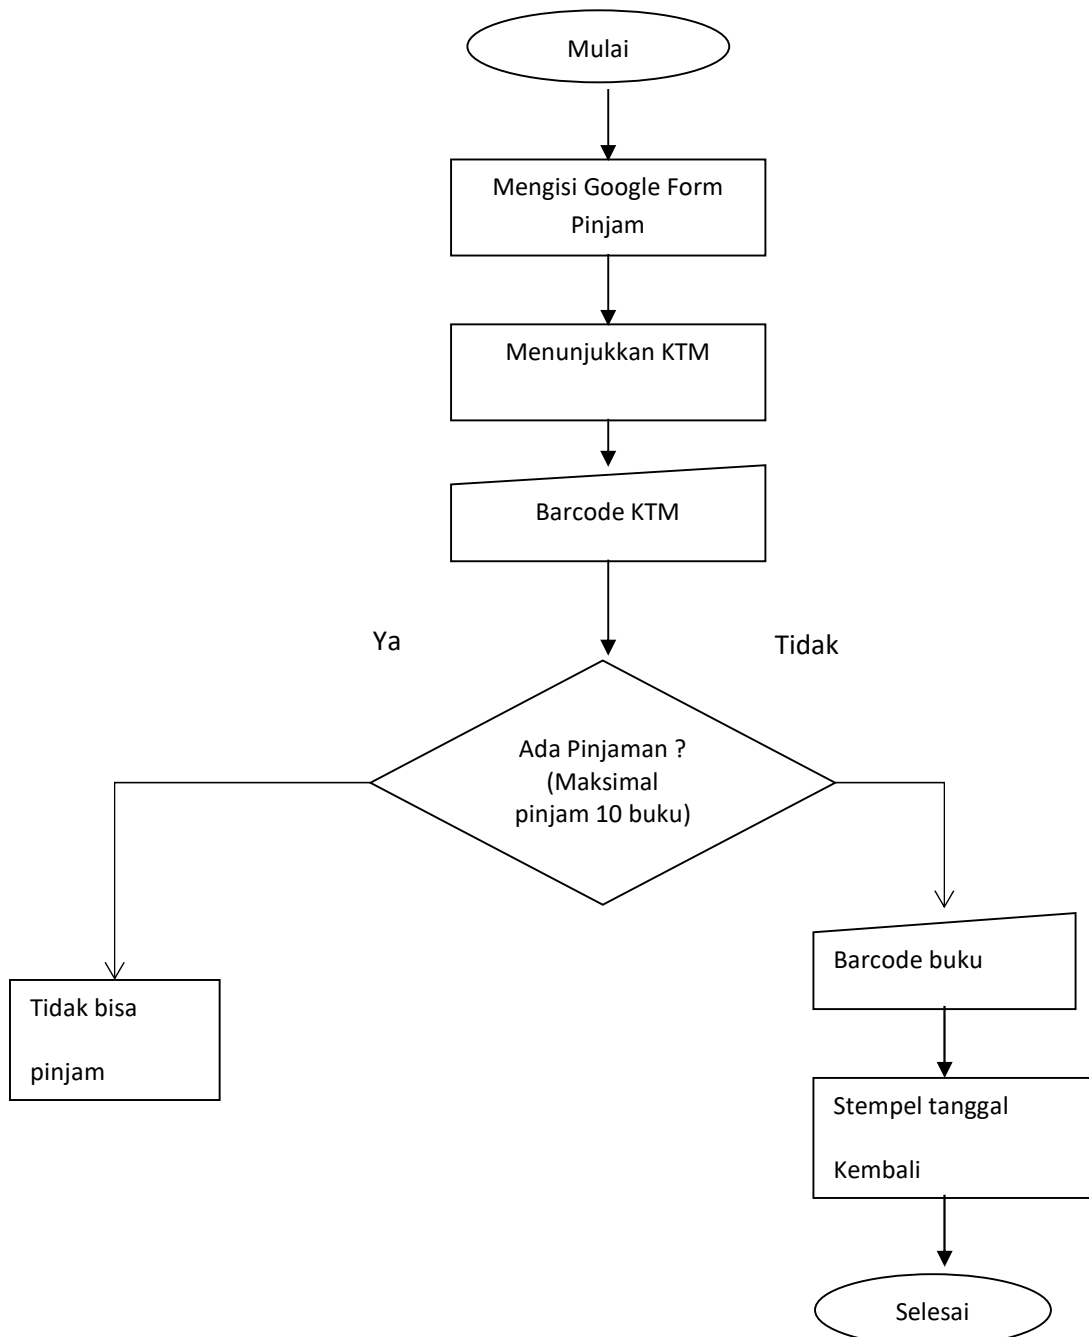 Mulai
Mengisi Google Form
Pinjam
Menunjukkan KTM
Barcode KTM
Ya
Tidak
Ada Pinjaman ?
(Maksimal
pinjam 10 buku)
Barcode buku
Tidak bisa
pinjam
Stempel tanggal
Kembali
Selesai